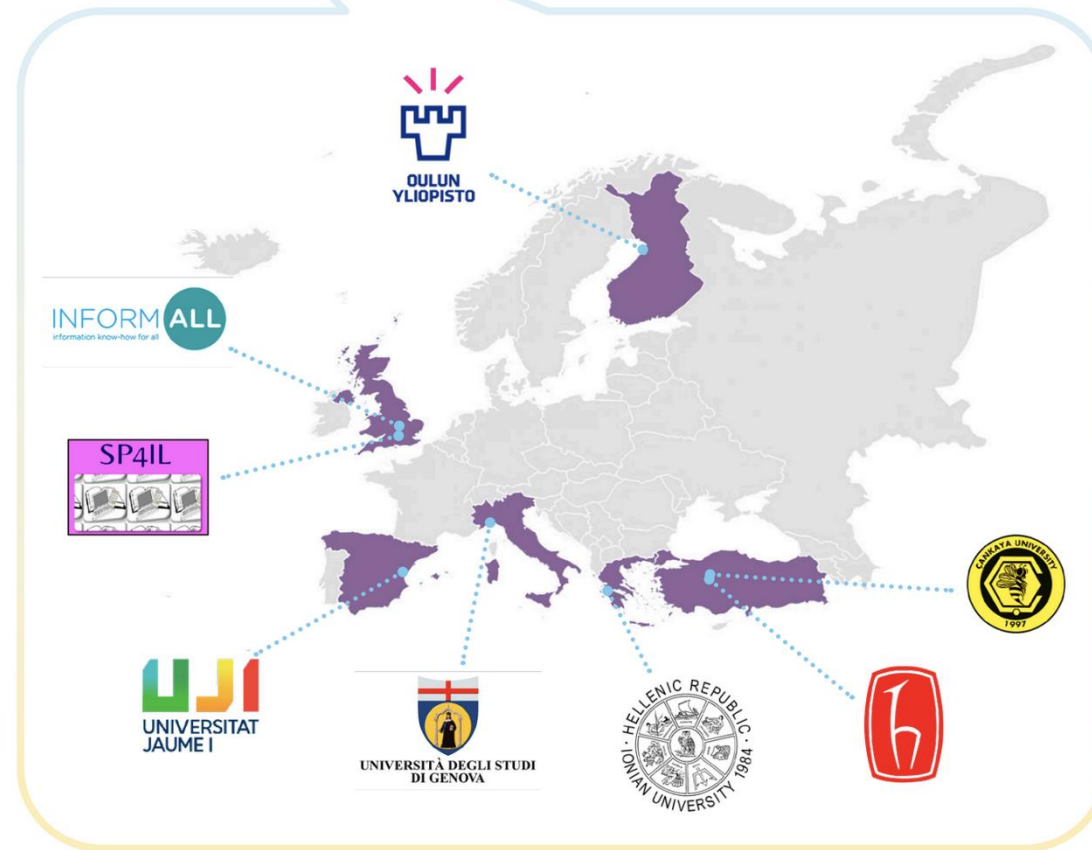 OULUN
YLIOPISTO
INFORM ALL
information know-how for all
SP4IL
UJI
UNIVERSITAT
JAUME I
UNIVERSITÀ DEGLI STUDI
DI GENOVA
· HELLENIC REPUBLIC ·
IONIAN UNIVERSITY 1984
ÇANKAYA UNIVERSITY
1997
h